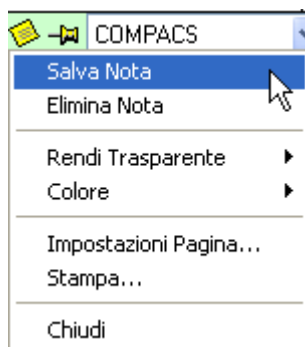 COMPACS
Salva Nota
Elimina Nota
Rendi Trasparente
Colore
Impostazioni Pagina...
Stampa...
Chiudi